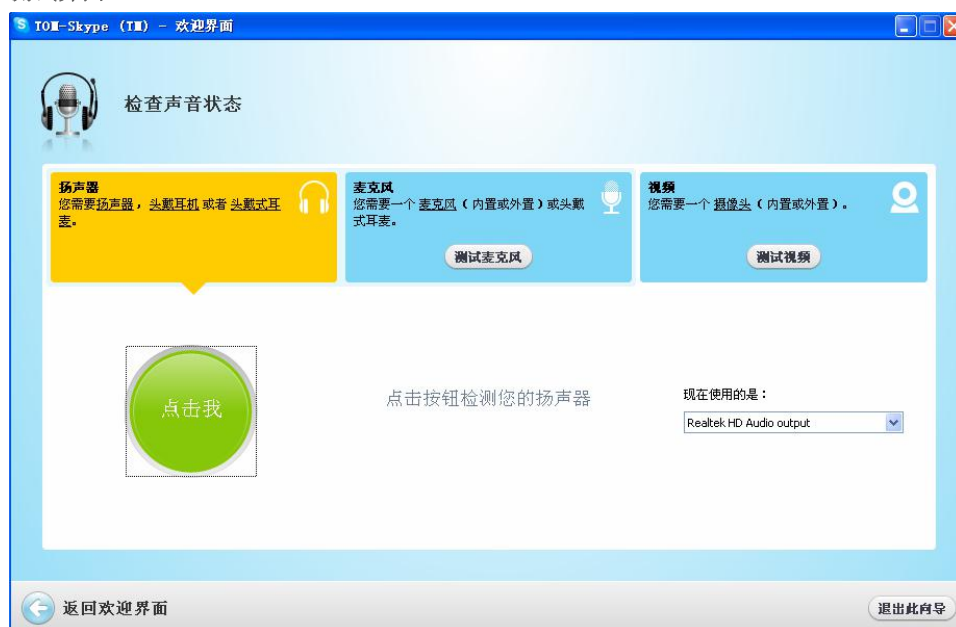 TOM-Skype (TM) - 欢迎界面
检查声音状态
扬声器
您需要扬声器，头戴耳机 或者 头戴式耳
麦。
麦克风
您需要一个 麦克风（内置或外置）或头戴
式耳麦。
测试麦克风
视频
您需要一个 摄像头（内置或外置）.
测试视频
点击我
点击按钮检测您的扬声器
现在使用的是：
Realtek HD Audio output
返回欢迎界面
退出此向导